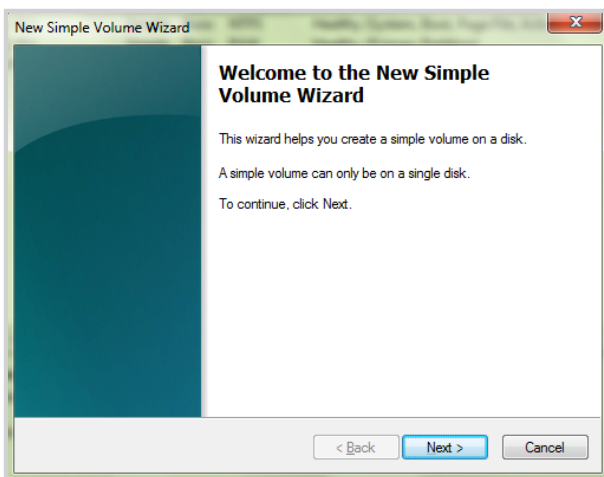 New Simple Volume Wizard
Welcome to the New Simple
Volume Wizard
This wizard helps you create a simple volume on a disk.
A simple volume can only be on a single disk.
To continue, click Next.
< Back
Next >
Cancel